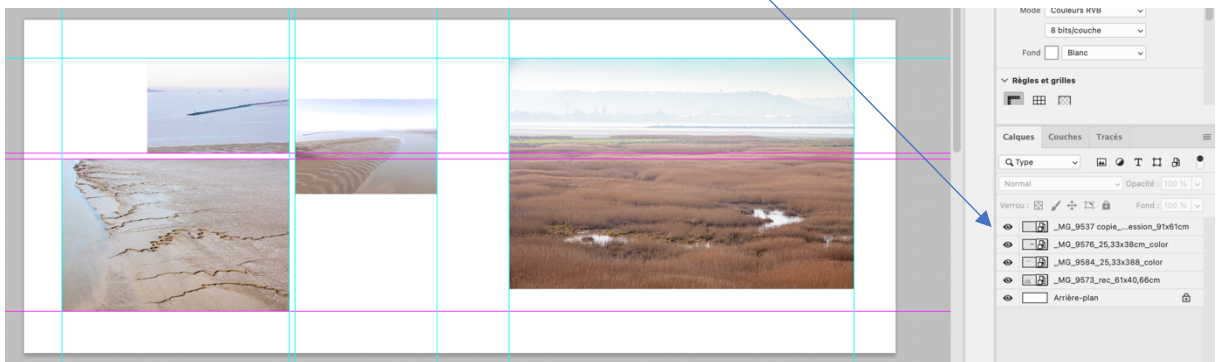 Mode Couleurs RVB
8 bits/couche
Fond Blanc
Règles et grilles
Calques Couches Tracés
Type
Normal Opacité : 100 %
Verrou : Fond : 100 %
_MG_9537 copie_...ession_91x61cm
_MG_9576_25,33x38cm_color
_MG_9584_25,33x388_color
_MG_9573_rec_61x40,66cm
Arrière-plan